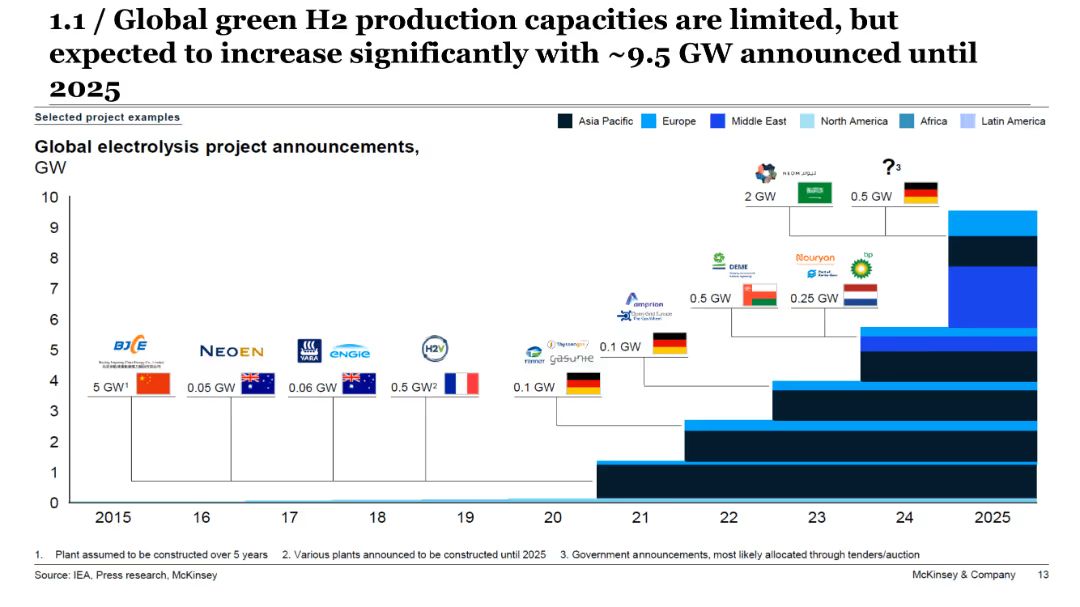 1.1 / Global green H2 production capacities are limited, but
expected to increase significantly with ~9.5 GW announced until
2025
Selected project examples
Asia Pacific Europe Middle East North America Africa Latin America
Global electrolysis project announcements,
GW
10
9
8
7
6
5
4
3
2
1
0
NEOM
?3
2 GW
0.5 GW
DEME
Nouryon
bp
0.5 GW
0.25 GW
Amprion
Open Grid Europe
0.1 GW
BJCE
NEOEN
YARA
ENGIE
H2V
TenneT
Thyssengas
gasunie
5 GW1
0.05 GW
0.06 GW
0.5 GW2
0.1 GW
2015 16 17 18 19 20 21 22 23 24 2025
1. Plant assumed to be constructed over 5 years 2. Various plants announced to be constructed until 2025 3. Government announcements, most likely allocated through tenders/auction
Source: IEA, Press research, McKinsey
McKinsey & Company 13